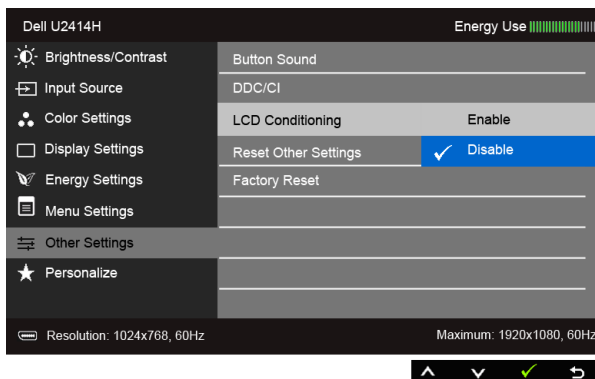 Dell U2414H Energy Use
Brightness/Contrast Button Sound
Input Source DDC/CI
Color Settings LCD Conditioning Enable
Display Settings Reset Other Settings Disable
Energy Settings Factory Reset
Menu Settings
Other Settings
Personalize
Resolution: 1024x768, 60Hz Maximum: 1920x1080, 60Hz